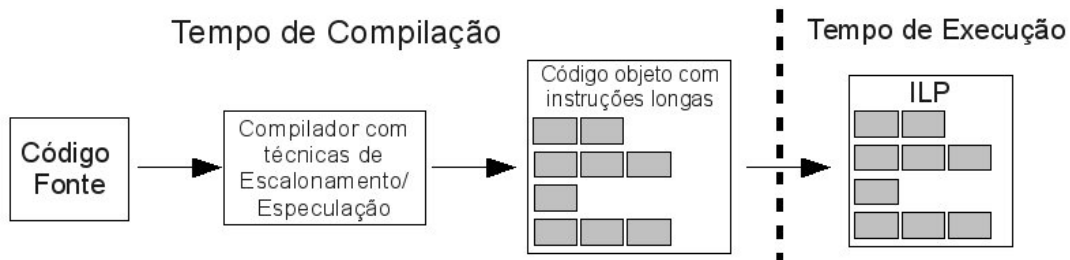 Tempo de Compilação
Tempo de Execução
Código
Fonte
Compilador com
técnicas de
Escalonamento/
Especulação
Código objeto com
instruções longas
ILP